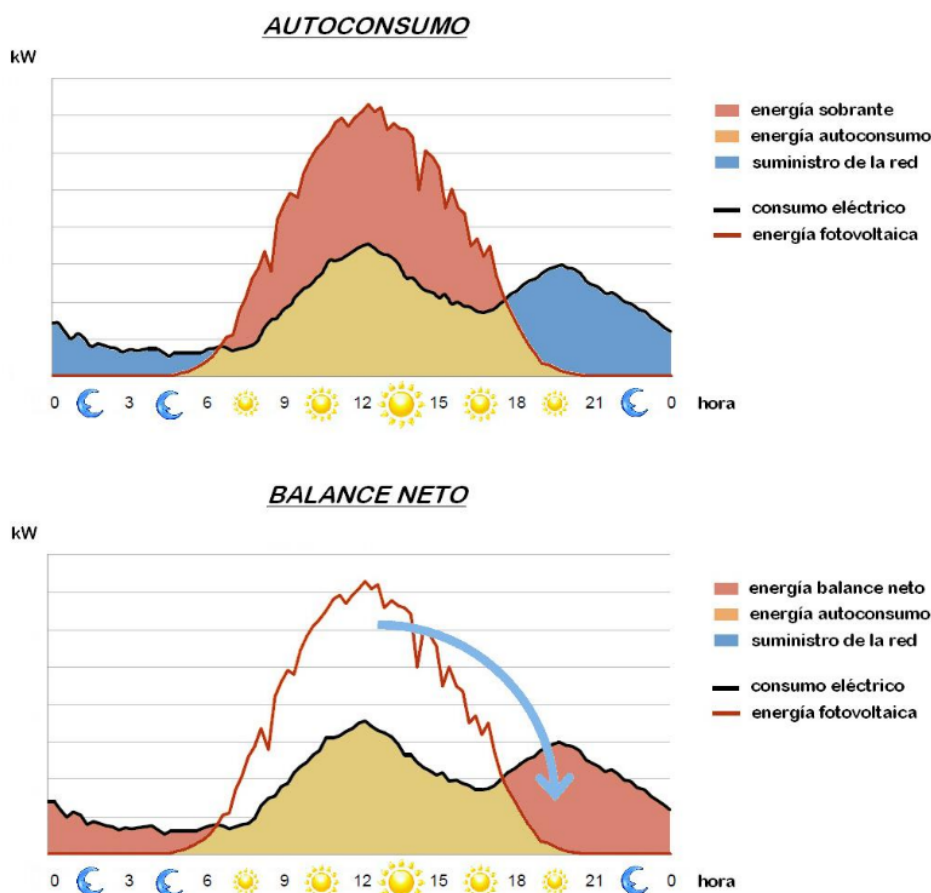 AUTOCONSUMO
kW
energía sobrante
energía autoconsumo
suministro de la red
consumo eléctrico
energía fotovoltaica
0 3 6 9 12 15 18 21 0 hora
BALANCE NETO
kW
energía balance neto
energía autoconsumo
suministro de la red
consumo eléctrico
energía fotovoltaica
0 3 6 9 12 15 18 21 0 hora